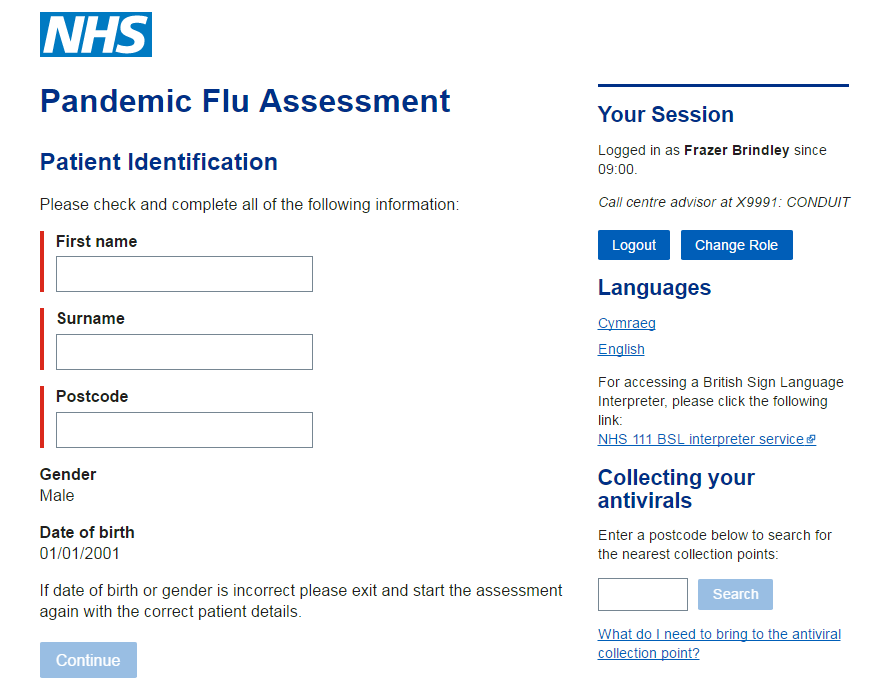 NHS
Pandemic Flu Assessment
Patient Identification
Please check and complete all of the following information:
First name
Surname
Postcode
Gender
Male
Date of birth
01/01/2001
If date of birth or gender is incorrect please exit and start the assessment
again with the correct patient details.
Continue
Your Session
Logged in as Frazer Brindley since
09:00.
Call centre advisor at X9991: CONDUIT
Logout
Change Role
Languages
Cymraeg
English
For accessing a British Sign Language
Interpreter, please click the following
link:
NHS 111 BSL interpreter service
Collecting your
antivirals
Enter a postcode below to search for
the nearest collection points:
Search
What do I need to bring to the antiviral
collection point?